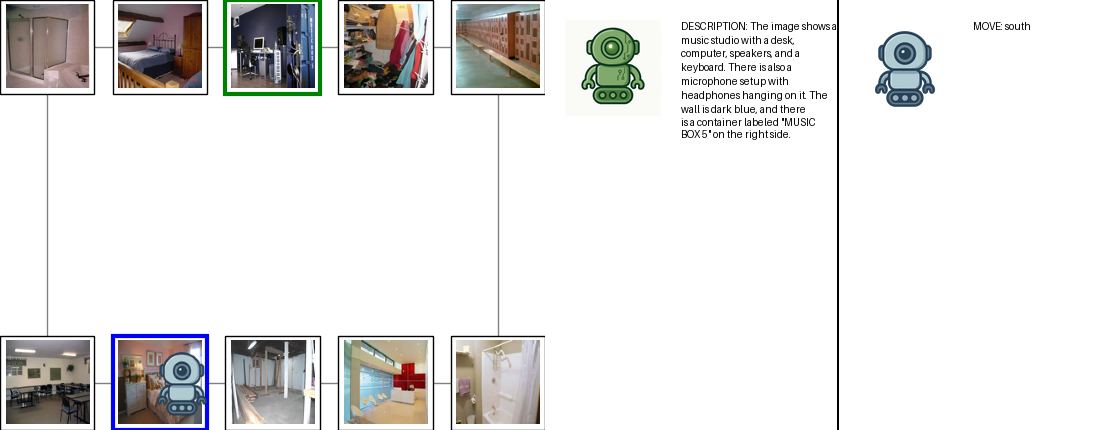 DESCRIPTION: The image shows a
music studio with a desk,
computer, speakers, and a
keyboard. There is also a
microphone setup with
headphones hanging on it. The
wall is dark blue, and there
is a container labeled "MUSIC
BOX 5" on the right side.
MOVE: south